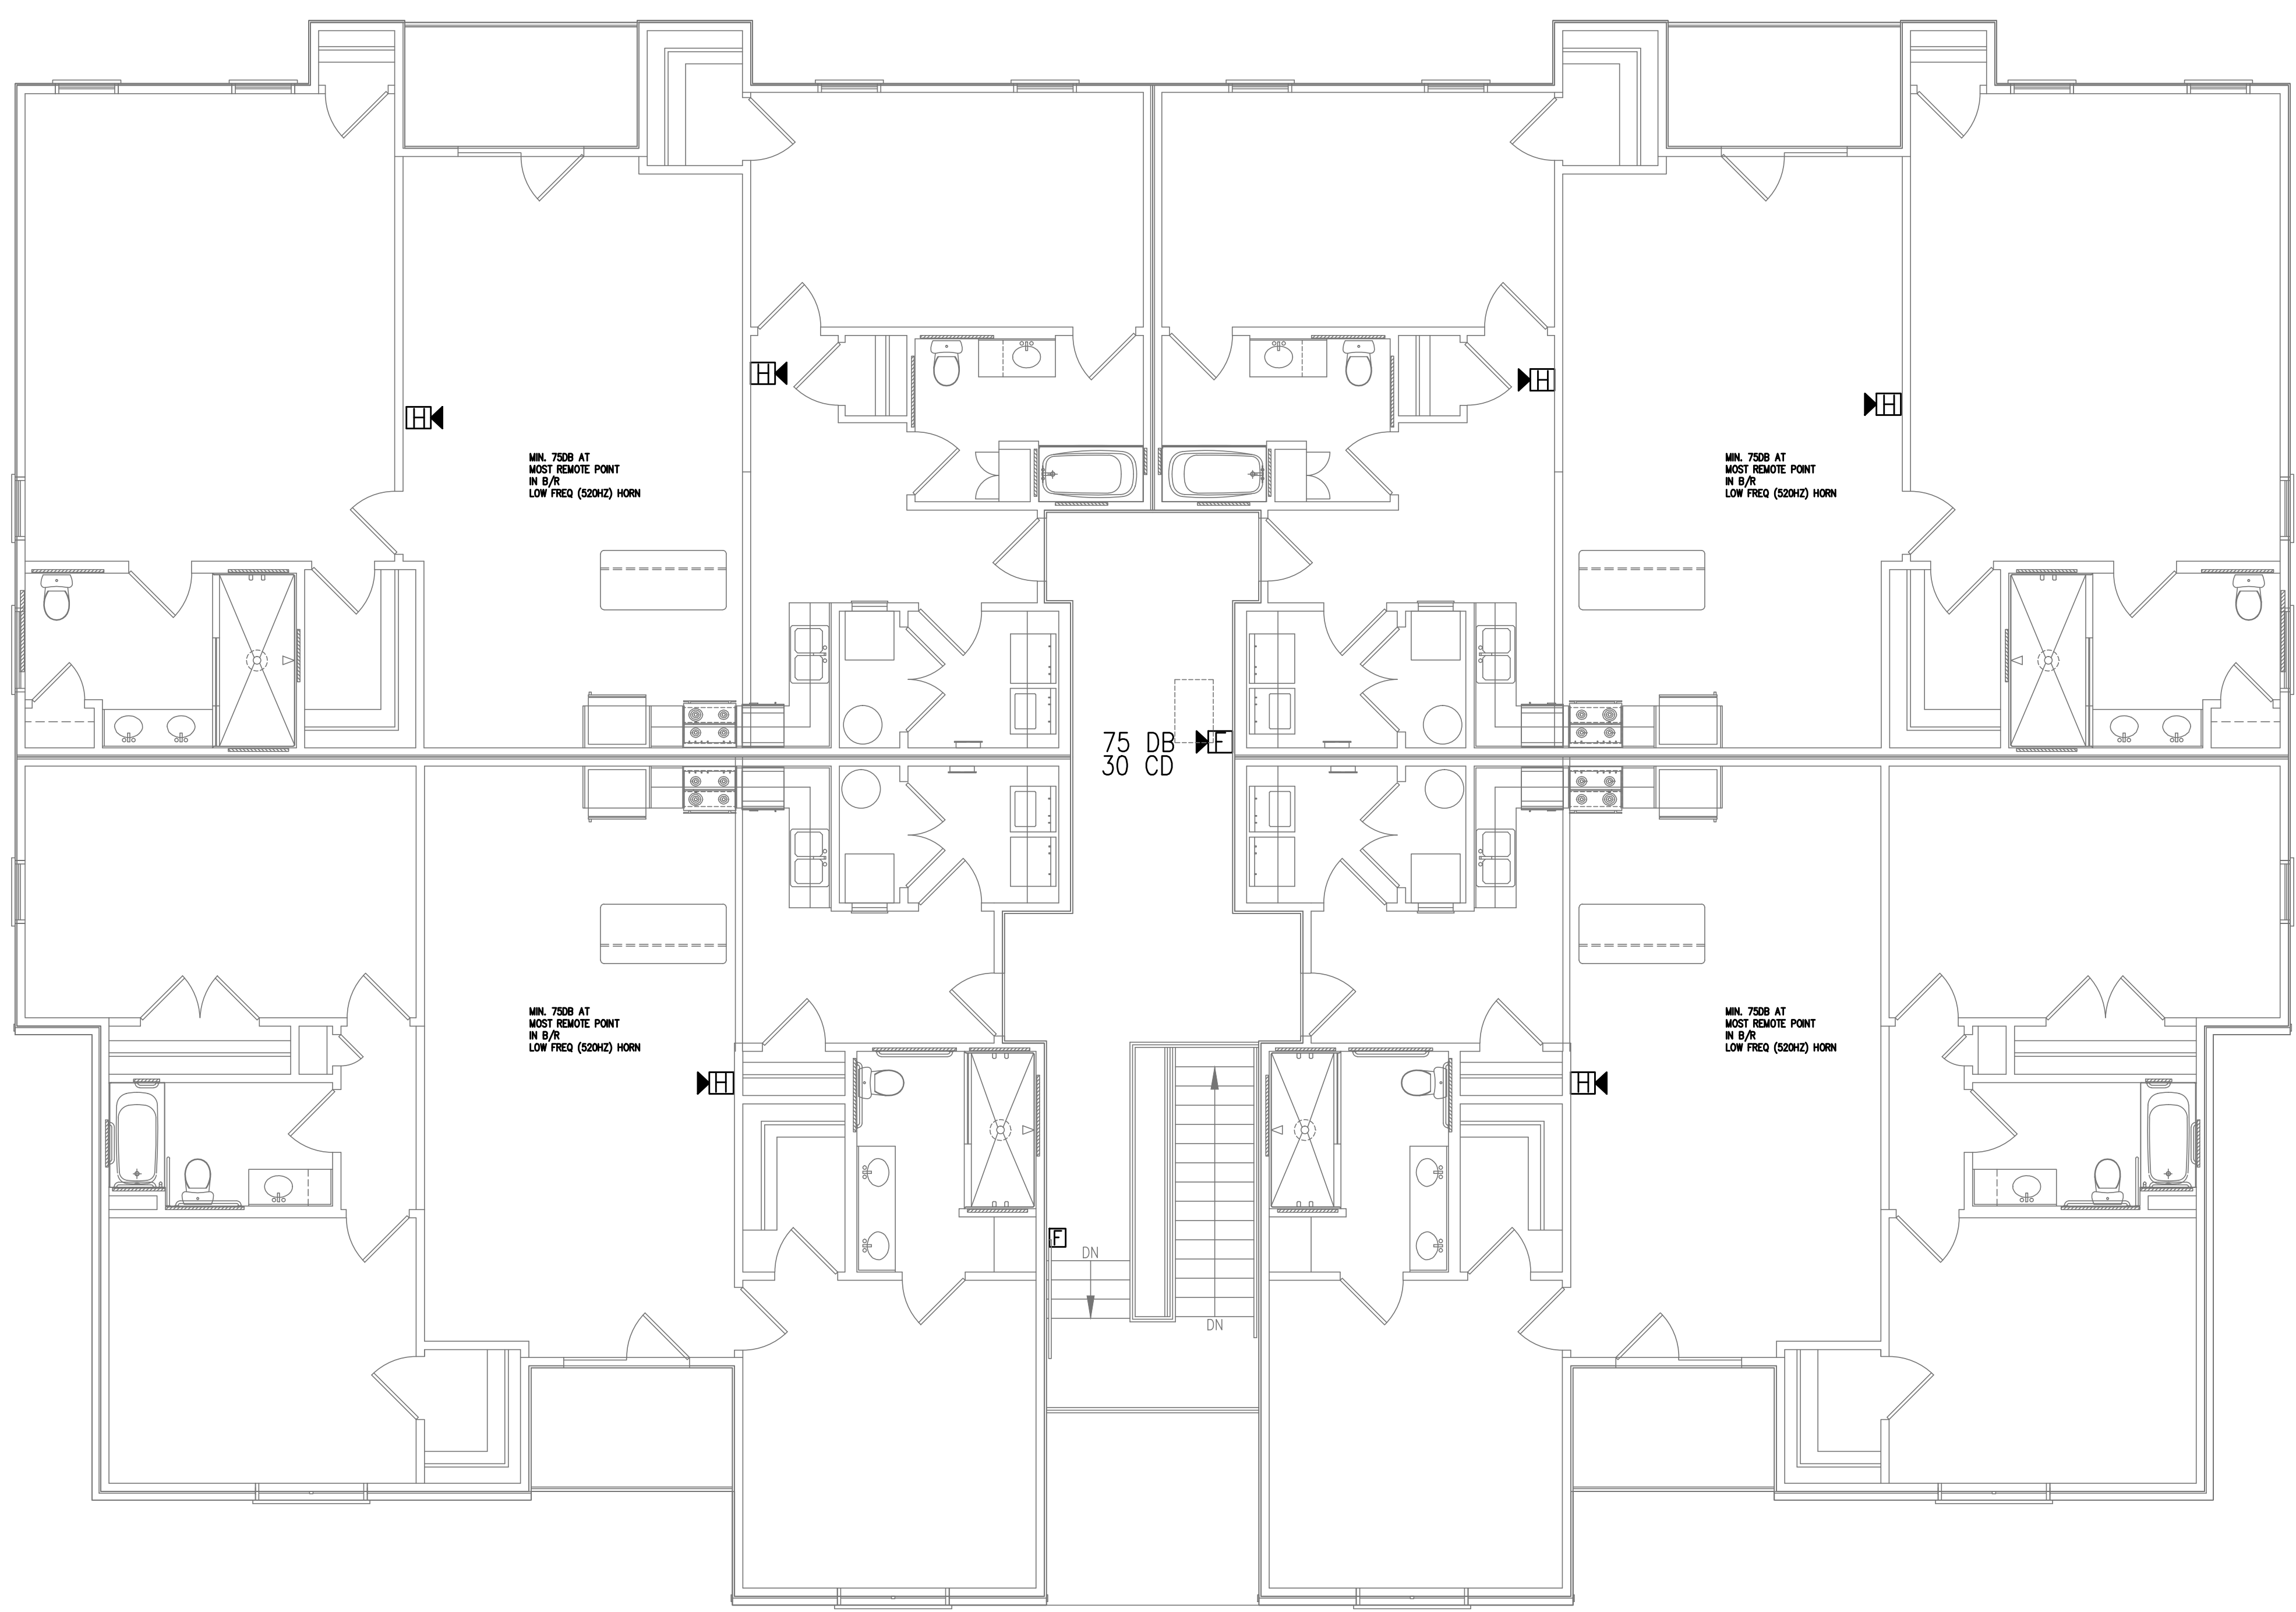 H
H
H
H
MIN. 75DB AT
MOST REMOTE POINT
IN B/R
LOW FREQ (520HZ) HORN
MIN. 75DB AT
MOST REMOTE POINT
IN B/R
LOW FREQ (520HZ) HORN
75 DB
30 CD
F
MIN. 75DB AT
MOST REMOTE POINT
IN B/R
LOW FREQ (520HZ) HORN
MIN. 75DB AT
MOST REMOTE POINT
IN B/R
LOW FREQ (520HZ) HORN
H
H
F
DN
DN